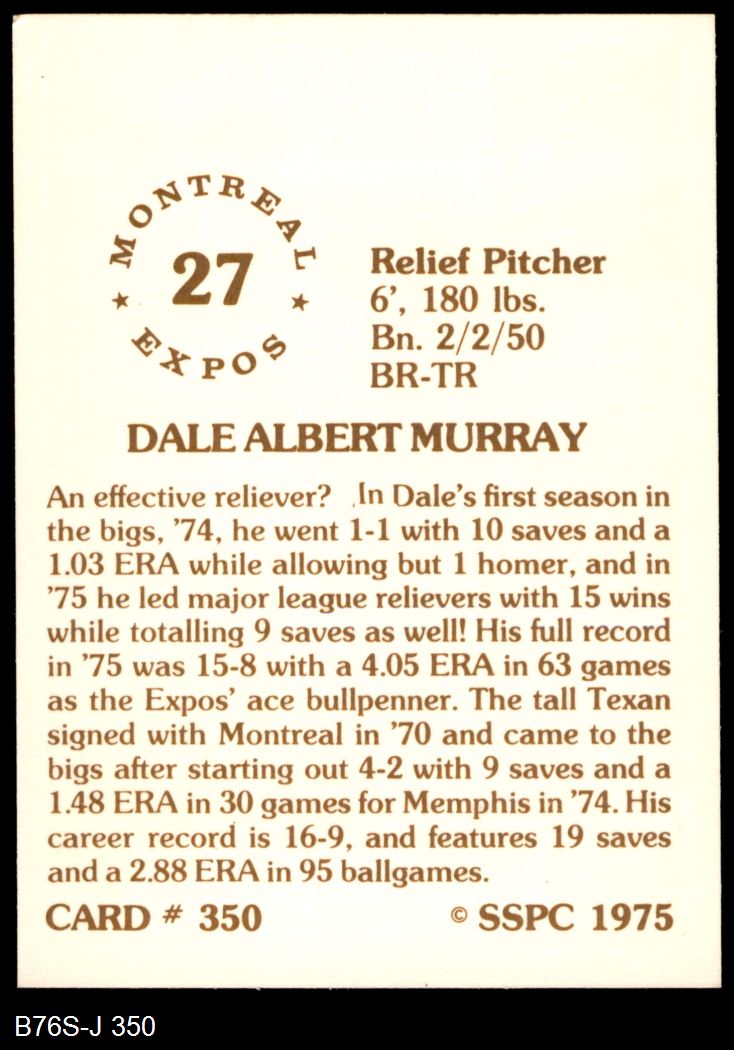 MONTREAL
27
EXPOS
Relief Pitcher
6', 180 lbs.
Bn. 2/2/50
BR-TR
DALE ALBERT MURRAY
An effective reliever? In Dale's first season in
the bigs, '74, he went 1-1 with 10 saves and a
1.03 ERA while allowing but 1 homer, and in
'75 he led major league relievers with 15 wins
while totalling 9 saves as well! His full record
in '75 was 15-8 with a 4.05 ERA in 63 games
as the Expos' ace bullpenner. The tall Texan
signed with Montreal in '70 and came to the
bigs after starting out 4-2 with 9 saves and a
1.48 ERA in 30 games for Memphis in '74. His
career record is 16-9, and features 19 saves
and a 2.88 ERA in 95 ballgames.
CARD # 350
© SSPC 1975
B76S-J 350